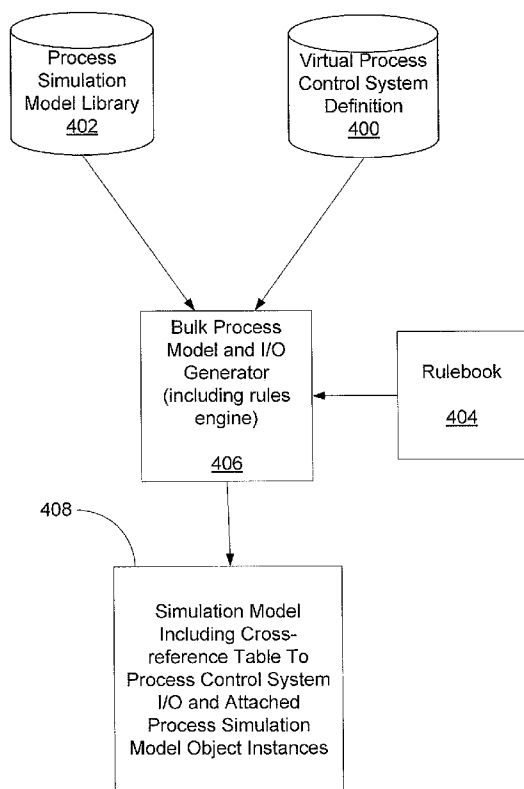 Process
Simulation
Model Library
402
Virtual Process
Control System
Definition
400
Bulk Process
Model and I/O
Generator
(including rules
engine)
406
Rulebook
404
408
Simulation Model
Including Cross-
reference Table To
Process Control System
I/O and Attached
Process Simulation
Model Object Instances